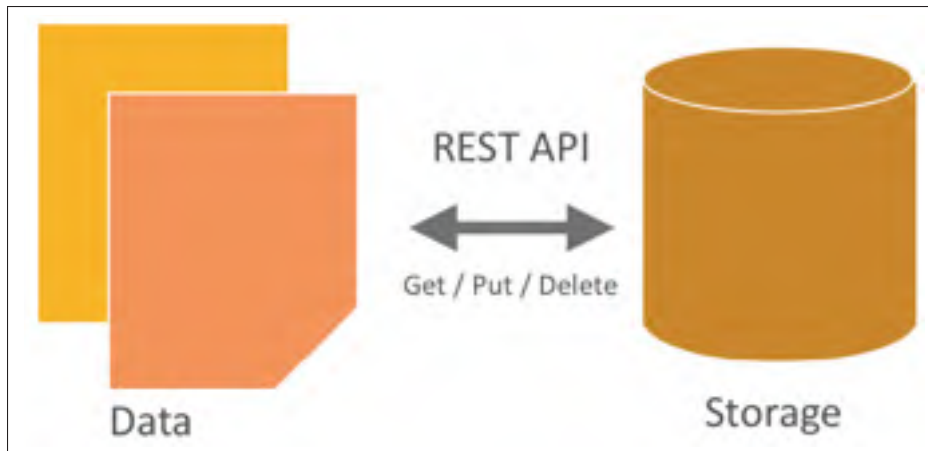 REST API
Get / Put / Delete
Data
Storage